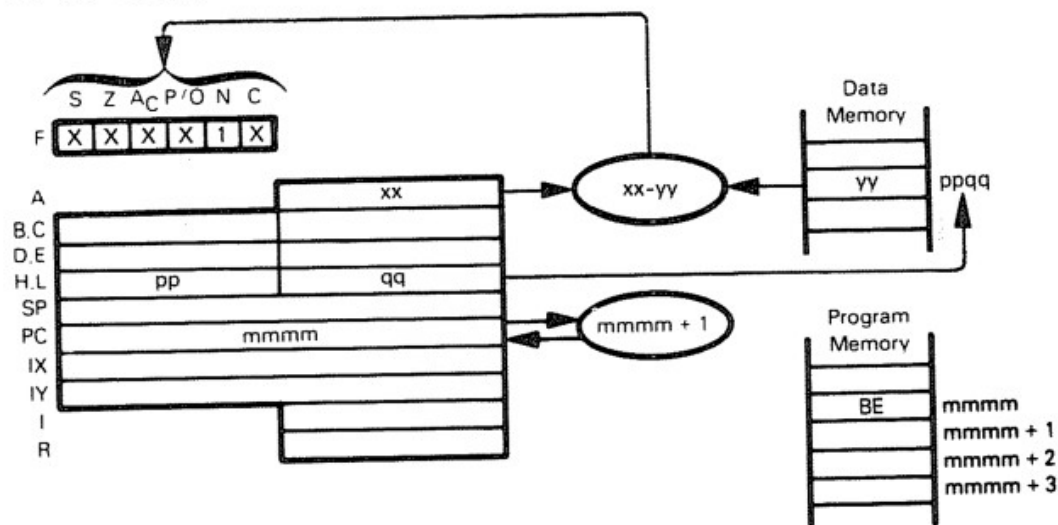 S Z AC P/O N C
F X X X X 1 X
Data
Memory
A xx
xx-yy
yy ppqq
B.C
D.E
H.L pp qq
SP
PC mmmm
mmmm + 1
IX
IY
I
R
Program
Memory
BE mmmm
mmmm + 1
mmmm + 2
mmmm + 3